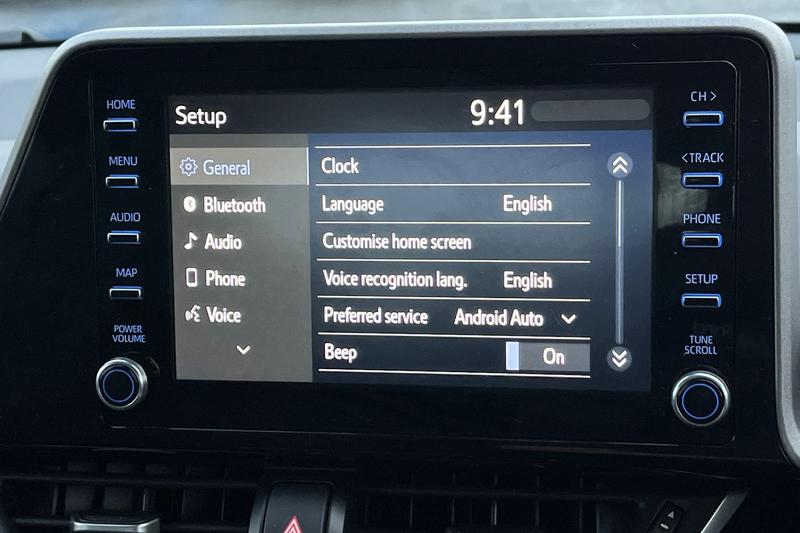 HOME
MENU
AUDIO
MAP
POWER
VOLUME
Setup
9:41
General
Bluetooth
Audio
Phone
Voice
Clock
Language English
Customise home screen
Voice recognition lang. English
Preferred service Android Auto
Beep On
CH >
< TRACK
PHONE
SETUP
TUNE
SCROLL